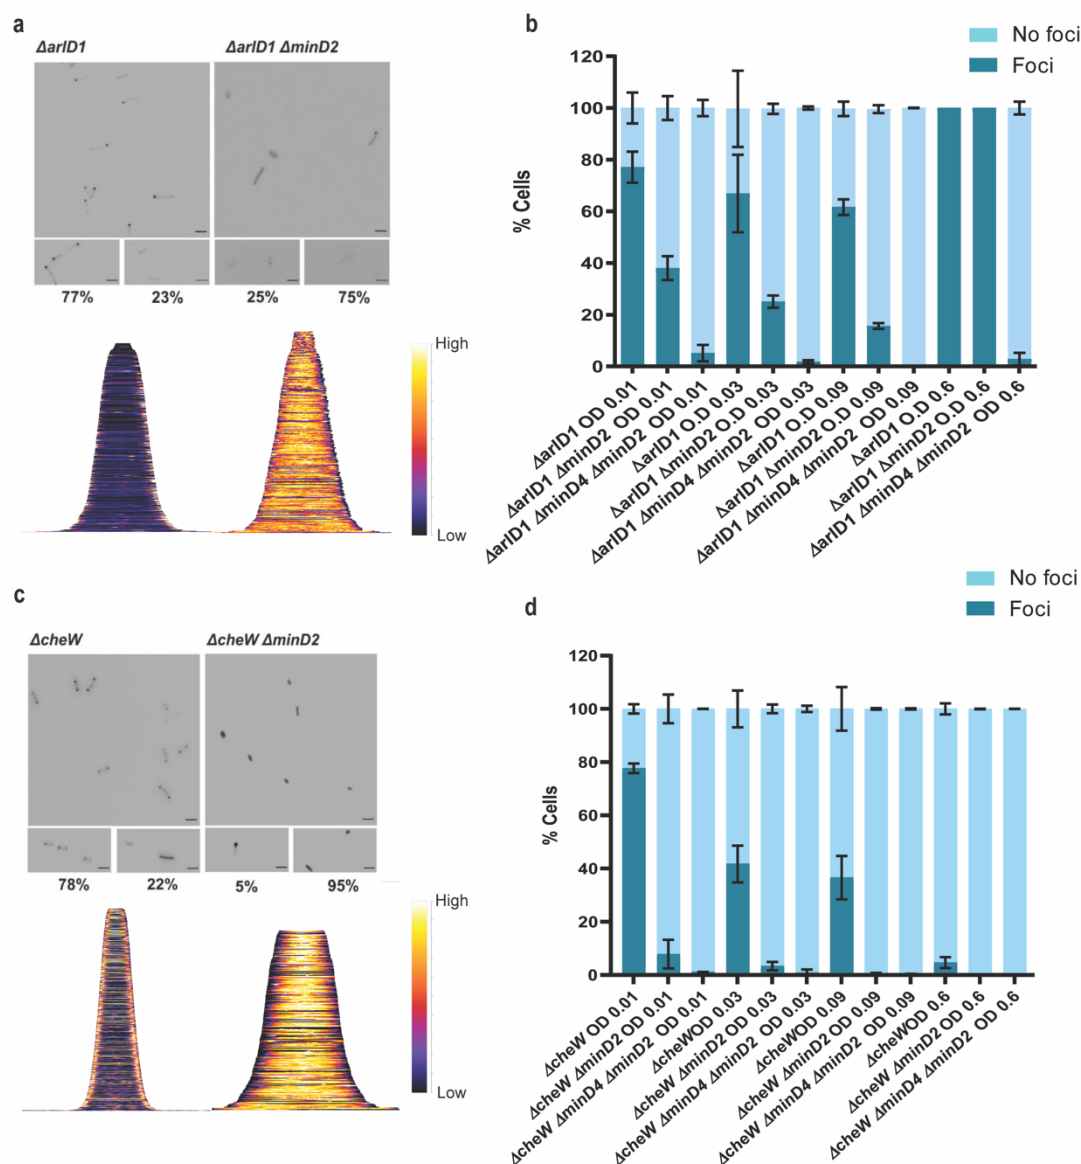 a
ΔarlD1
ΔarlD1 ΔminD2
77%
23%
25%
75%
High
Low
b
No foci
Foci
% Cells
120
100
80
60
40
20
0
ΔarlD1 OD 0.01
ΔarlD1 ΔminD2 OD 0.01
ΔarlD1 ΔminD4 ΔminD2 OD 0.01
ΔarlD1 OD 0.03
ΔarlD1 ΔminD2 O.D 0.03
ΔarlD1 ΔminD4 ΔminD2 OD 0.03
ΔarlD1 OD 0.09
ΔarlD1 ΔminD2 OD 0.09
ΔarlD1 ΔminD4 ΔminD2 OD 0.09
ΔarlD1 O.D 0.6
ΔarlD1 ΔminD2 O.D 0.6
ΔarlD1 ΔminD4 ΔminD2 OD 0.6
c
ΔcheW
ΔcheW ΔminD2
78%
22%
5%
95%
High
Low
d
No foci
Foci
% Cells
120
100
80
60
40
20
0
ΔcheW OD 0.01
ΔcheW ΔminD2 OD 0.01
ΔcheW ΔminD4 ΔminD2 OD 0.01
ΔcheWOD 0.03
ΔcheW ΔminD2 OD 0.03
ΔcheW ΔminD4 ΔminD2 OD 0.03
ΔcheWOD 0.09
ΔcheW ΔminD2 OD 0.09
ΔcheW ΔminD4 ΔminD2 OD 0.09
ΔcheWOD 0.6
ΔcheW ΔminD2 OD 0.6
ΔcheW ΔminD4 ΔminD2 OD 0.6